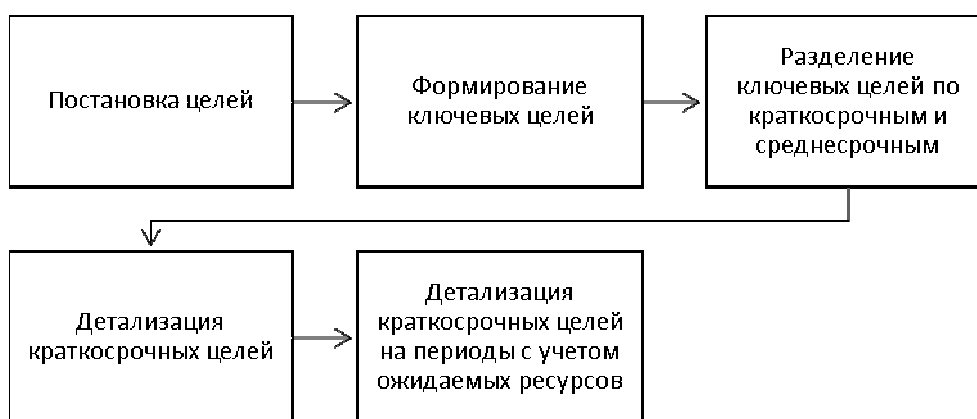 Постановка целей
Формирование
ключевых целей
Разделение
ключевых целей по
краткосрочным и
среднесрочным
Детализация
краткосрочных целей
Детализация
краткосрочных целей
на периоды с учетом
ожидаемых ресурсов